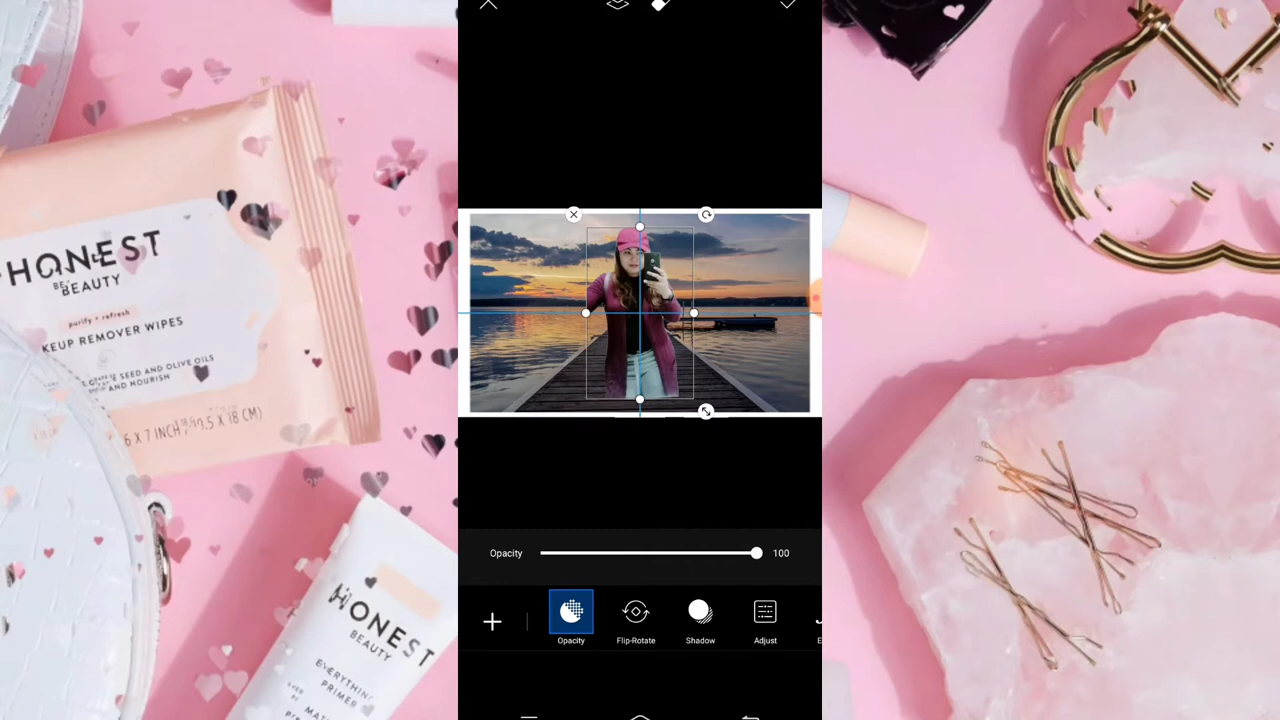 HONEST
BEAUTY
purify + refresh
KEUP REMOVER WIPES
SEED AND OLIVE OILS
AND NOURISH
6 X 7 INCH
HONEST
BEAUTY
EVERYTHING
PRIMER
Opacity
100
Opacity
Flip-Rotate
Shadow
Adjust